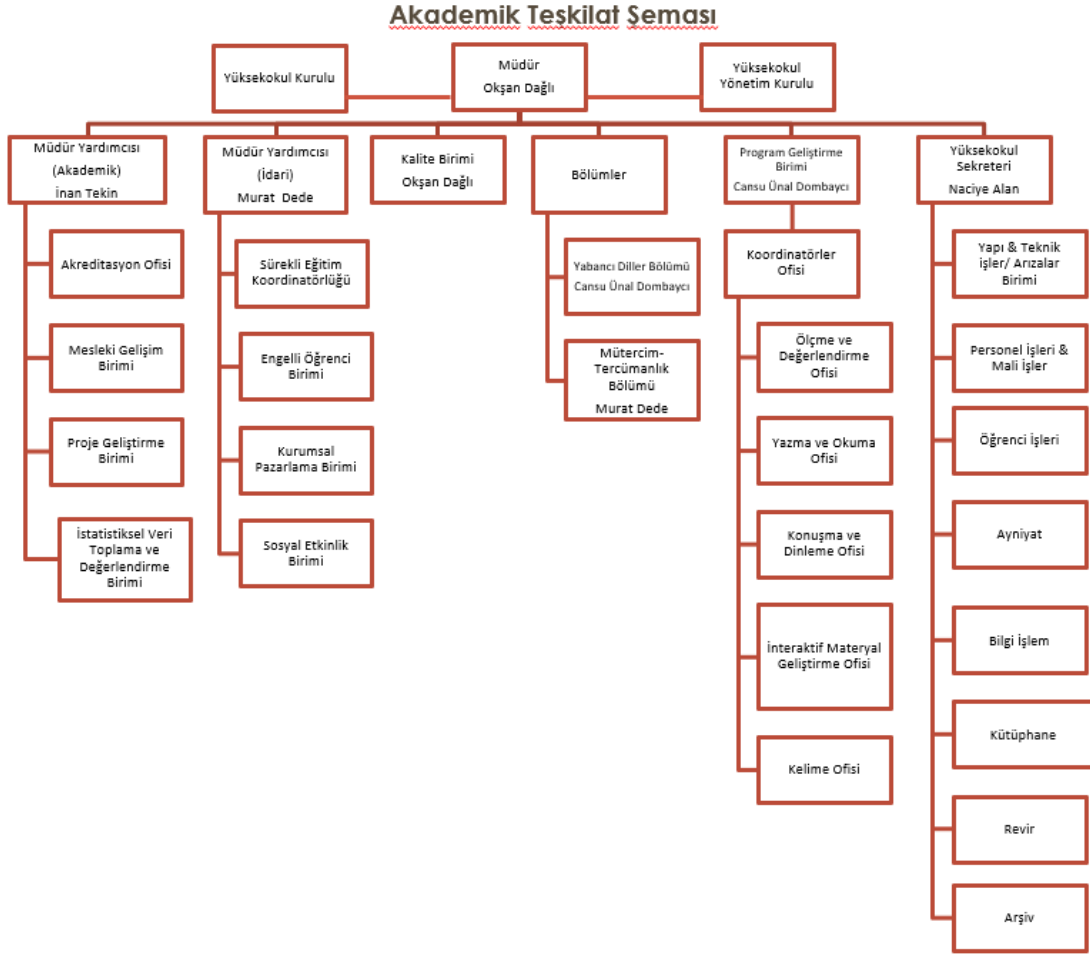 Akademik Teşkilat Şeması
Yüksekokul Kurulu
Müdür
Okşan Dağlı
Yüksekokul
Yönetim Kurulu
Müdür Yardımcısı
(Akademik)
İnan Tekin
Müdür Yardımcısı
(İdari)
Murat Dede
Kalite Birimi
Okşan Dağlı
Bölümler
Program Geliştirme
Birimi
Cansu Ünal Dombaycı
Yüksekokul
Sekreteri
Naciye Alan
Akreditasyon Ofisi
Mesleki Gelişim
Birimi
Proje Geliştirme
Birimi
İstatistiksel Veri
Toplama ve
Değerlendirme
Birimi
Sürekli Eğitim
Koordinatörlüğü
Engelli Öğrenci
Birimi
Kurumsal
Pazarlama Birimi
Sosyal Etkinlik
Birimi
Yabancı Diller Bölümü
Cansu Ünal Dombaycı
Mütercim-
Tercümanlık
Bölümü
Murat Dede
Koordinatörler
Ofisi
Ölçme ve
Değerlendirme
Ofisi
Yazma ve Okuma
Ofisi
Konuşma ve
Dinleme Ofisi
İnteraktif Materyal
Geliştirme Ofisi
Kelime Ofisi
Yapı & Teknik
işler/ Arızalar
Birimi
Personel İşleri &
Mali İşler
Öğrenci İşleri
Ayniyat
Bilgi İşlem
Kütüphane
Revir
Arşiv